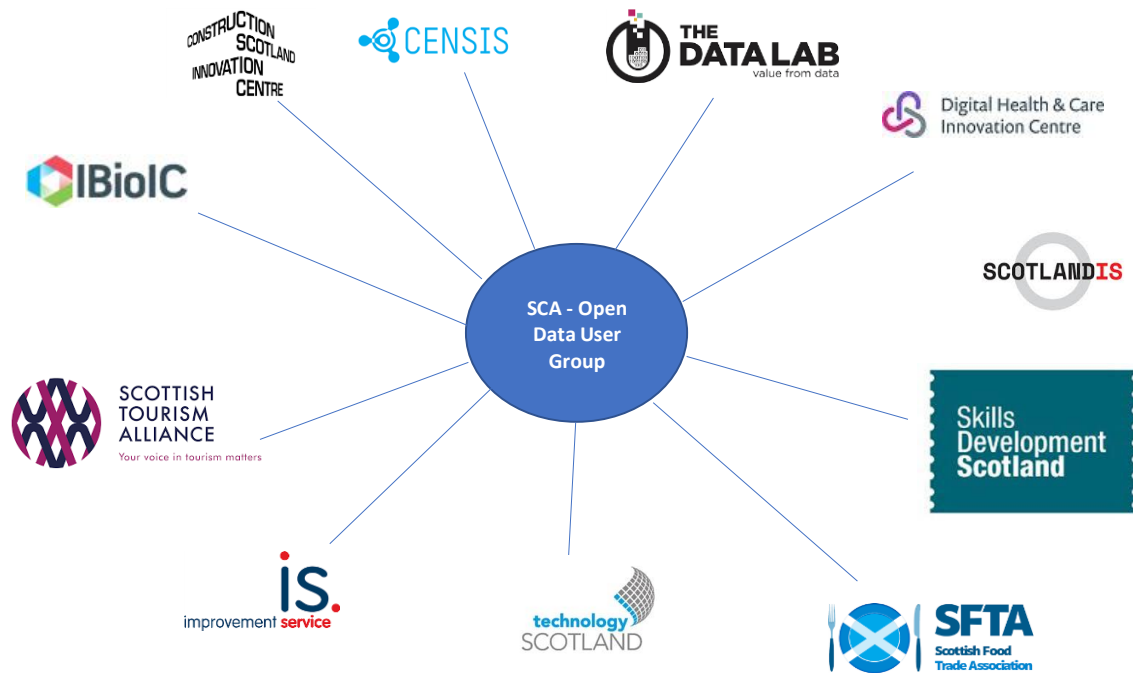 CONSTRUCTION
SCOTLAND
INNOVATION
CENTRE
CENSIS
THE
DATALAB
value from data
Digital Health & Care
Innovation Centre
IBioIC
SCOTLANDIS
SCA - Open
Data User
Group
SCOTTISH
TOURISM
ALLIANCE
Your voice in tourism matters
Skills
Development
Scotland
is.
improvement service
technology
SCOTLAND
SFTA
Scottish Food
Trade Association